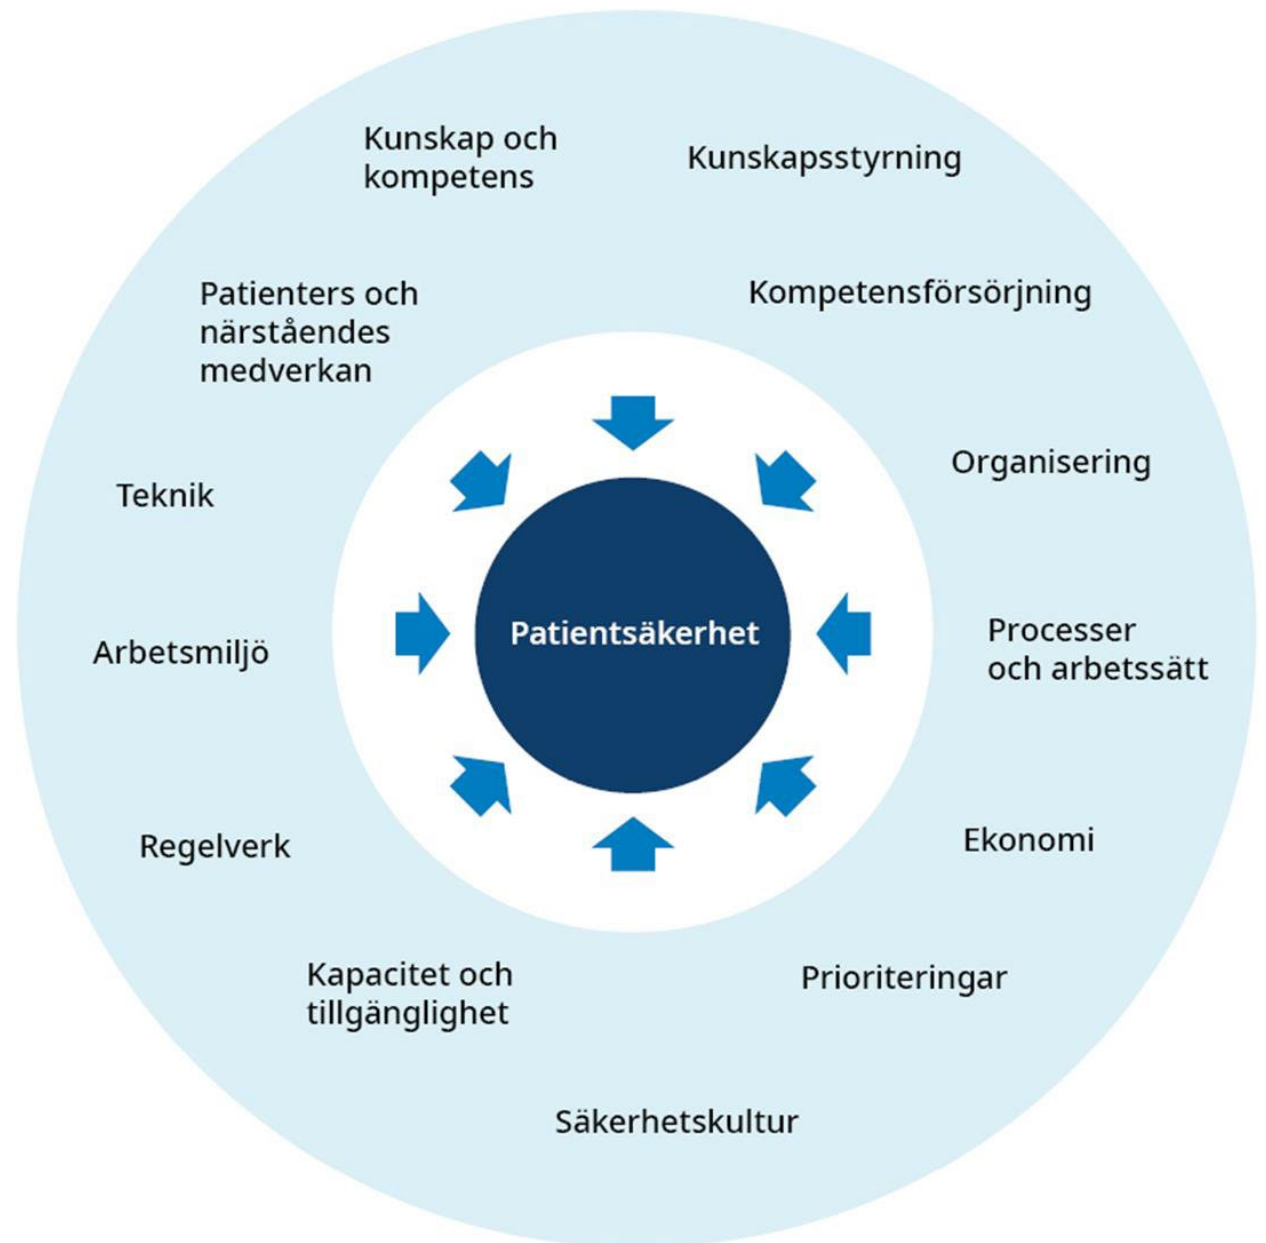 Kunskap och
kompetens
Kunskapsstyrning
Patienters och
närståendes
medverkan
Kompetensförsörjning
Teknik
Organisering
Arbetsmiljö
Patientsäkerhet
Processer
och arbetssätt
Regelverk
Ekonomi
Kapacitet och
tillgänglighet
Prioriteringar
Säkerhetskultur